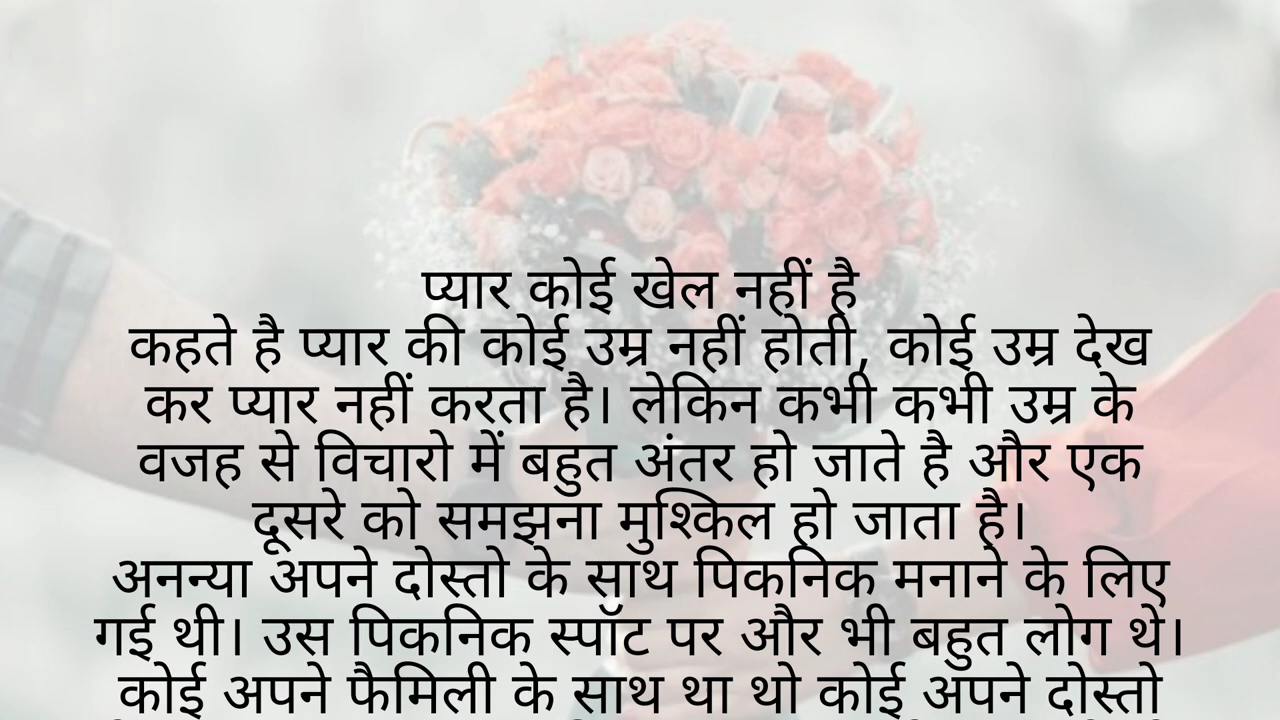 प्यार कोई खेल नहीं है
कहते है प्यार की कोई उम्र नहीं होती, कोई उम्र देख
कर प्यार नहीं करता है। लेकिन कभी कभी उम्र के
वजह से विचारो में बहुत अंतर हो जाते है और एक
दूसरे को समझना मुश्किल हो जाता है।
अनन्या अपने दोस्तो के साथ पिकनिक मनाने के लिए
गई थी। उस पिकनिक स्पॉट पर और भी बहुत लोग थे।
कोई अपने फैमिली के साथ था थो कोई अपने दोस्तो